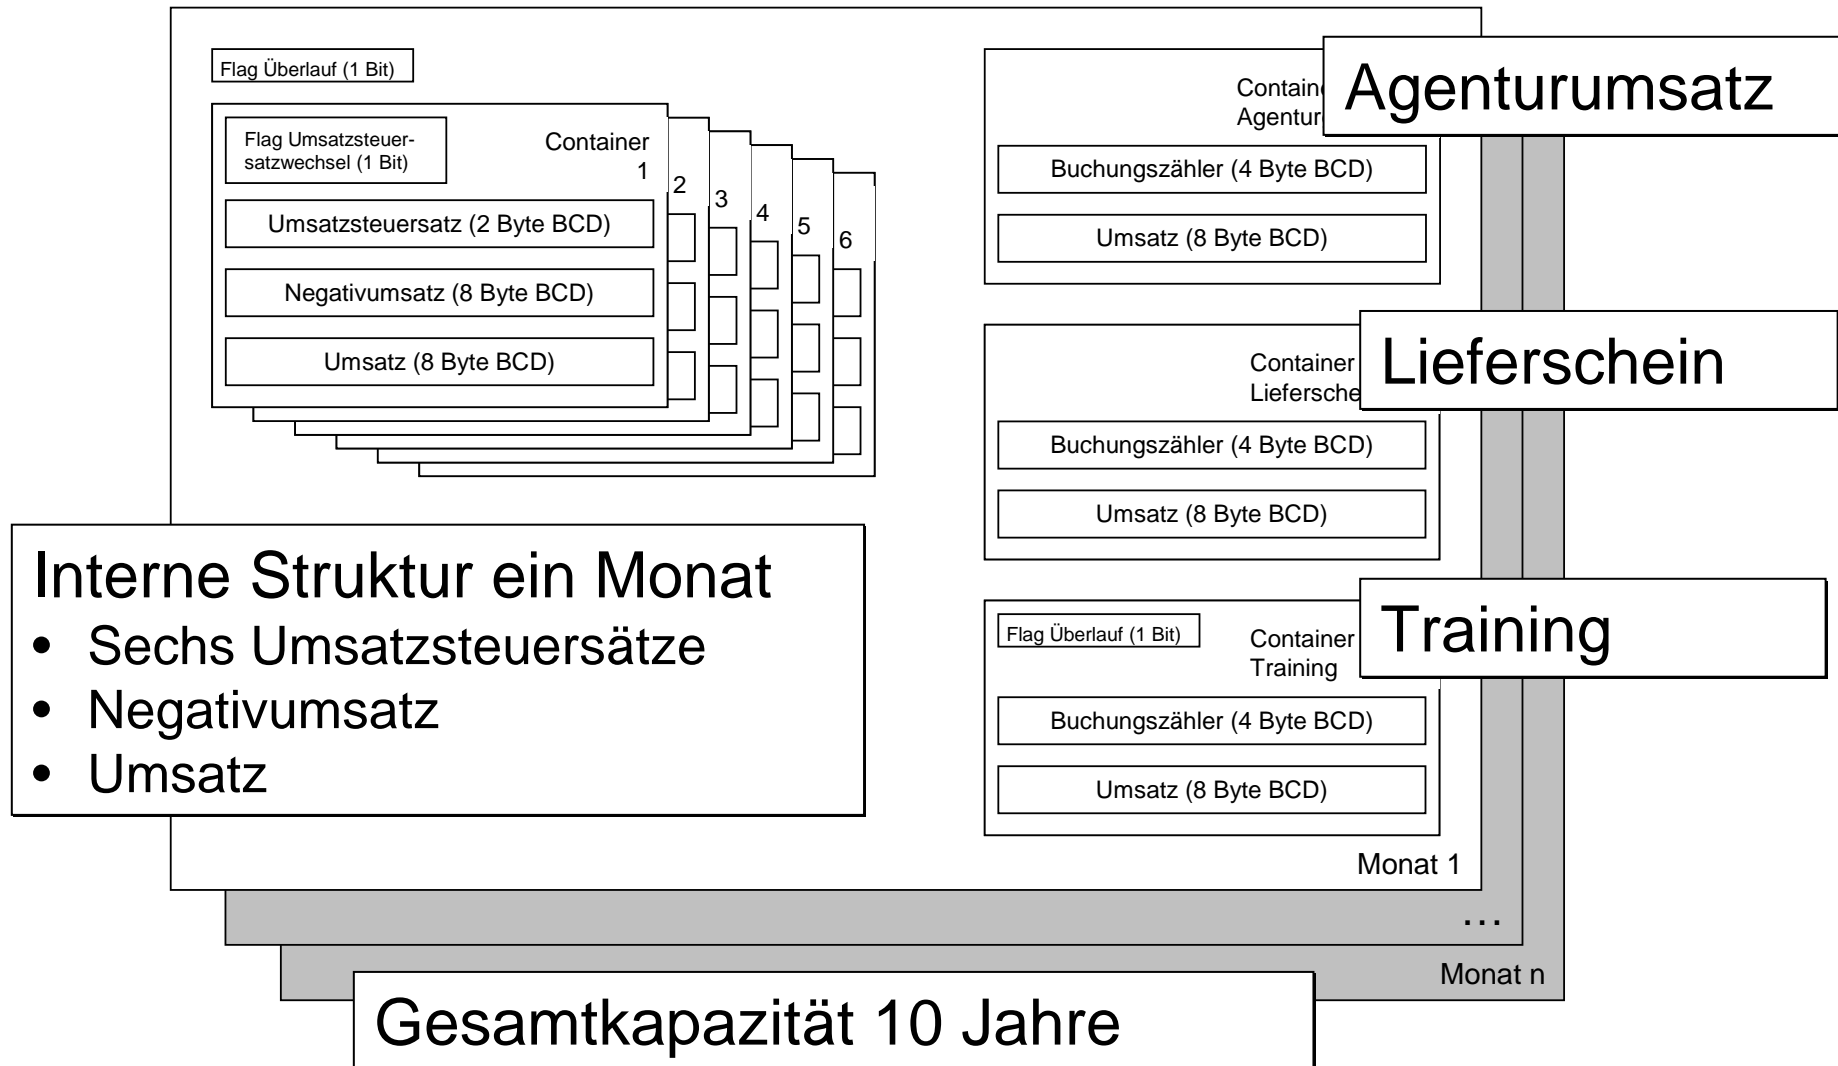 Flag Überlauf (1 Bit)
Flag Umsatzsteuer-
satzwechsel (1 Bit)
Container
1
2
3
4
5
6
Umsatzsteuersatz (2 Byte BCD)
Negativumsatz (8 Byte BCD)
Umsatz (8 Byte BCD)
Interne Struktur ein Monat
• Sechs Umsatzsteuersätze
• Negativumsatz
• Umsatz
Agenturumsatz
Buchungszähler (4 Byte BCD)
Umsatz (8 Byte BCD)
Container
Lieferschein
Buchungszähler (4 Byte BCD)
Umsatz (8 Byte BCD)
Flag Überlauf (1 Bit)
Container
Training
Training
Buchungszähler (4 Byte BCD)
Umsatz (8 Byte BCD)
Monat 1
...
Monat n
Gesamtkapazität 10 Jahre